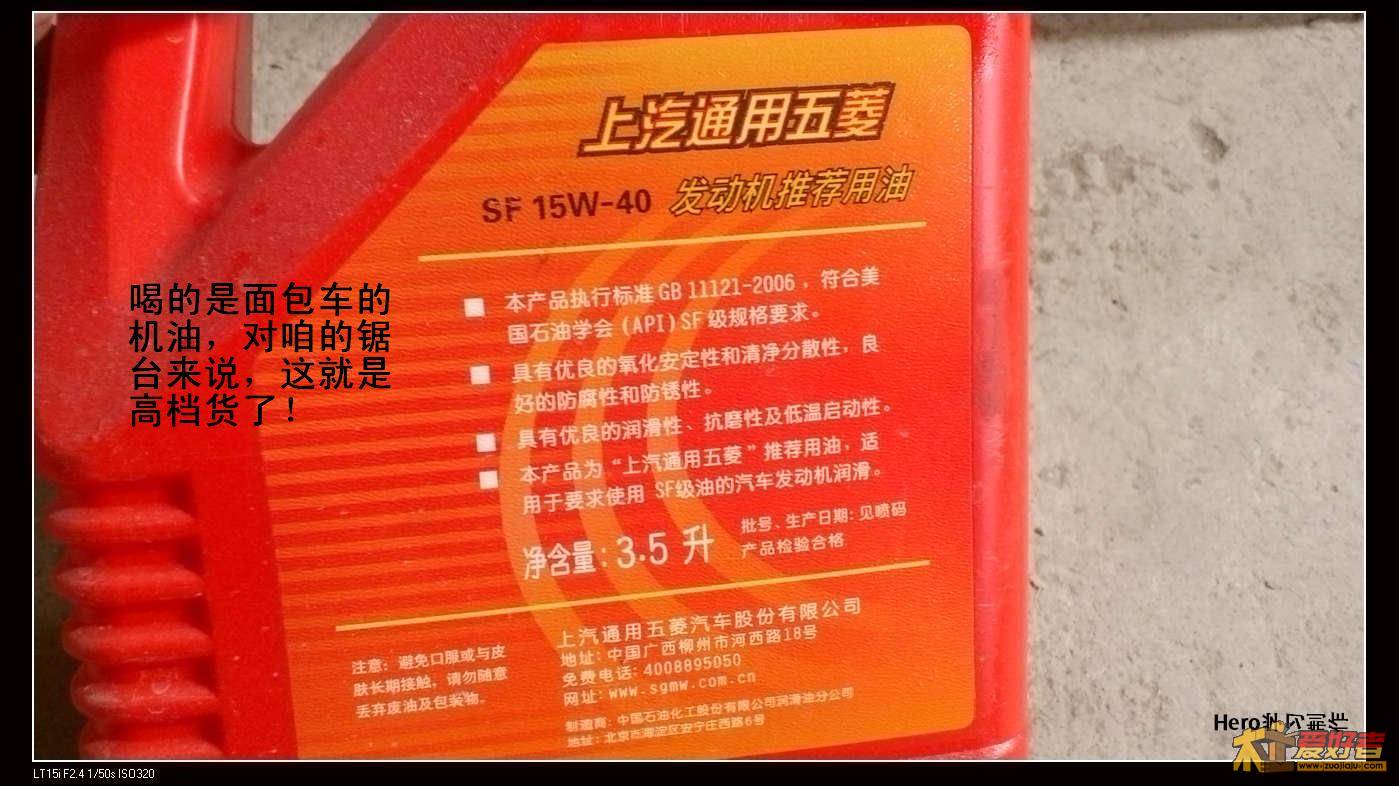 上汽通用五菱
SF 15W-40 发动机推荐用油
■ 本产品执行标准 GB 11121-2006，符合美
国石油学会 (API) SF 级规格要求。
■ 具有优良的氧化安定性和清净分散性，良
好的防腐性和防锈性。
■ 具有优良的润滑性、抗磨性及低温启动性。
■ 本产品为“上汽通用五菱”推荐用油，适
用于要求使用 SF级油的汽车发动机润滑。
净含量: 3.5 升
批号、生产日期: 见喷码
产品检验合格
喝的是面包车的
机油，对咱的锯
台来说，这就是
高档货了！
注意: 避免口服或与皮
肤长期接触，请勿随意
丢弃废油及包装物。
上汽通用五菱汽车股份有限公司
地址: 中国广西柳州市河西路18号
免费电话: 4008895050
网址: www.sgmw.com.cn
制造商: 中国石油化工股份有限公司润滑油分公司
地址: 北京市海淀区安宁庄西路6号
Hero
木工爱好者
www.zuojiaju.com
LT15i F2.4 1/50s ISO320